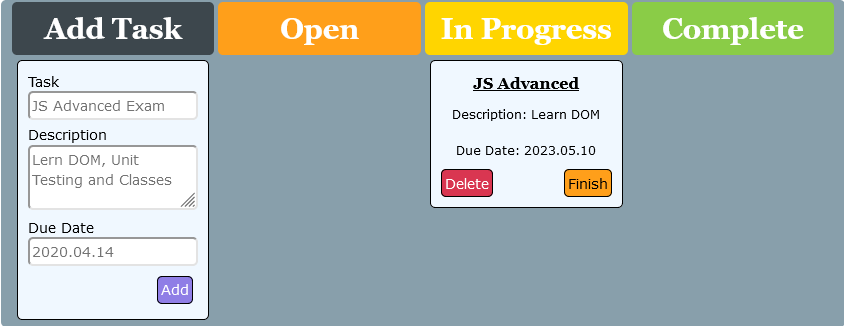 Add Task
Open
In Progress
Complete
Task
JS Advanced Exam
Description
Lern DOM, Unit
Testing and Classes
Due Date
2020.04.14
Add
JS Advanced
Description: Learn DOM
Due Date: 2023.05.10
Delete
Finish